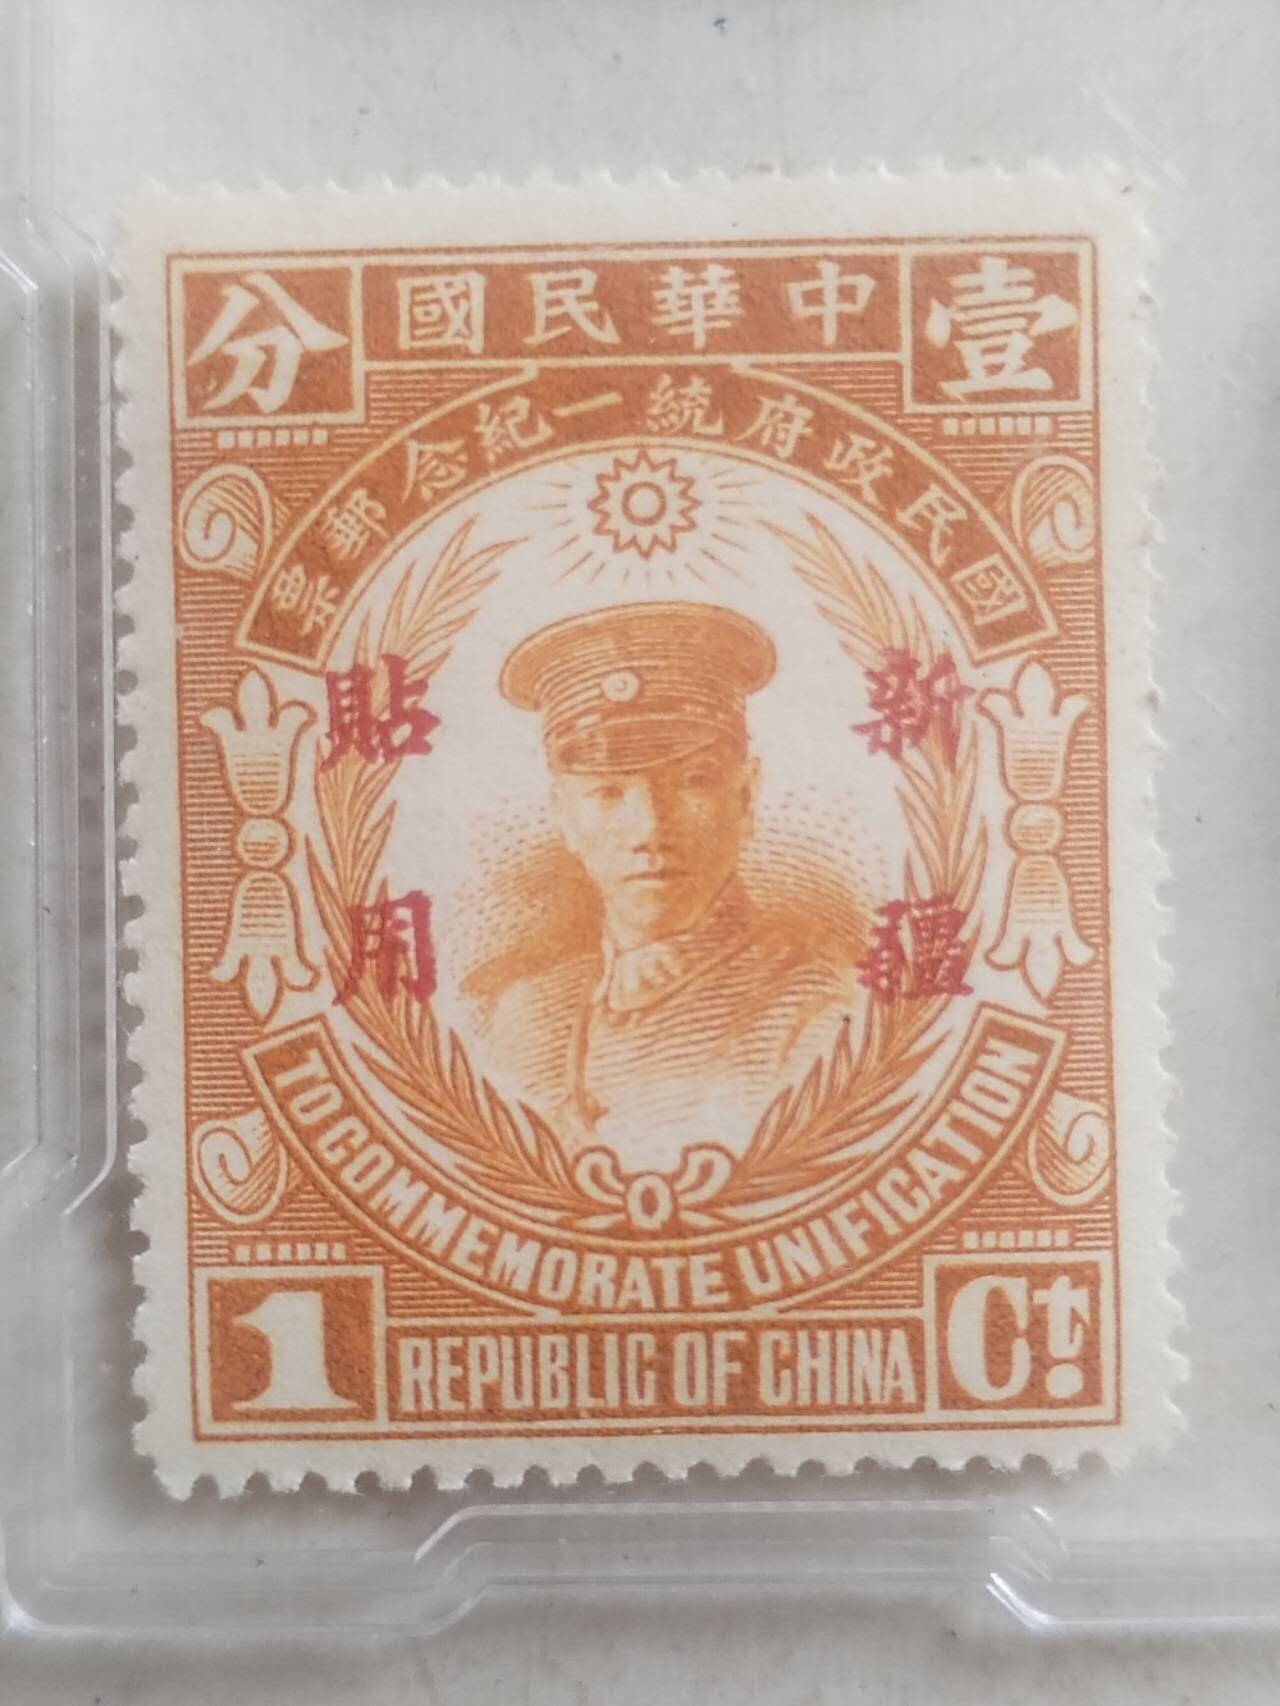 壹分
中華民國
國民政府統一紀念郵票
新疆
貼用
TO COMMEMORATE UNIFICATION
1 Ct.
REPUBLIC OF CHINA